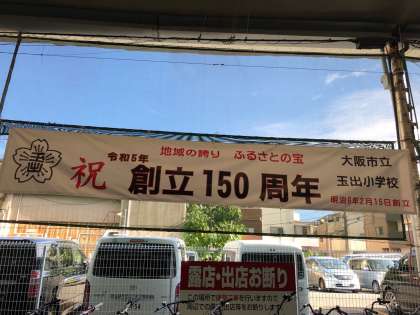 玉出
祝
令和5年
地域の誇り ふるさとの宝
創立150周年
大阪市立
玉出小学校
明治6年2月15日創立
露店・出店お断り